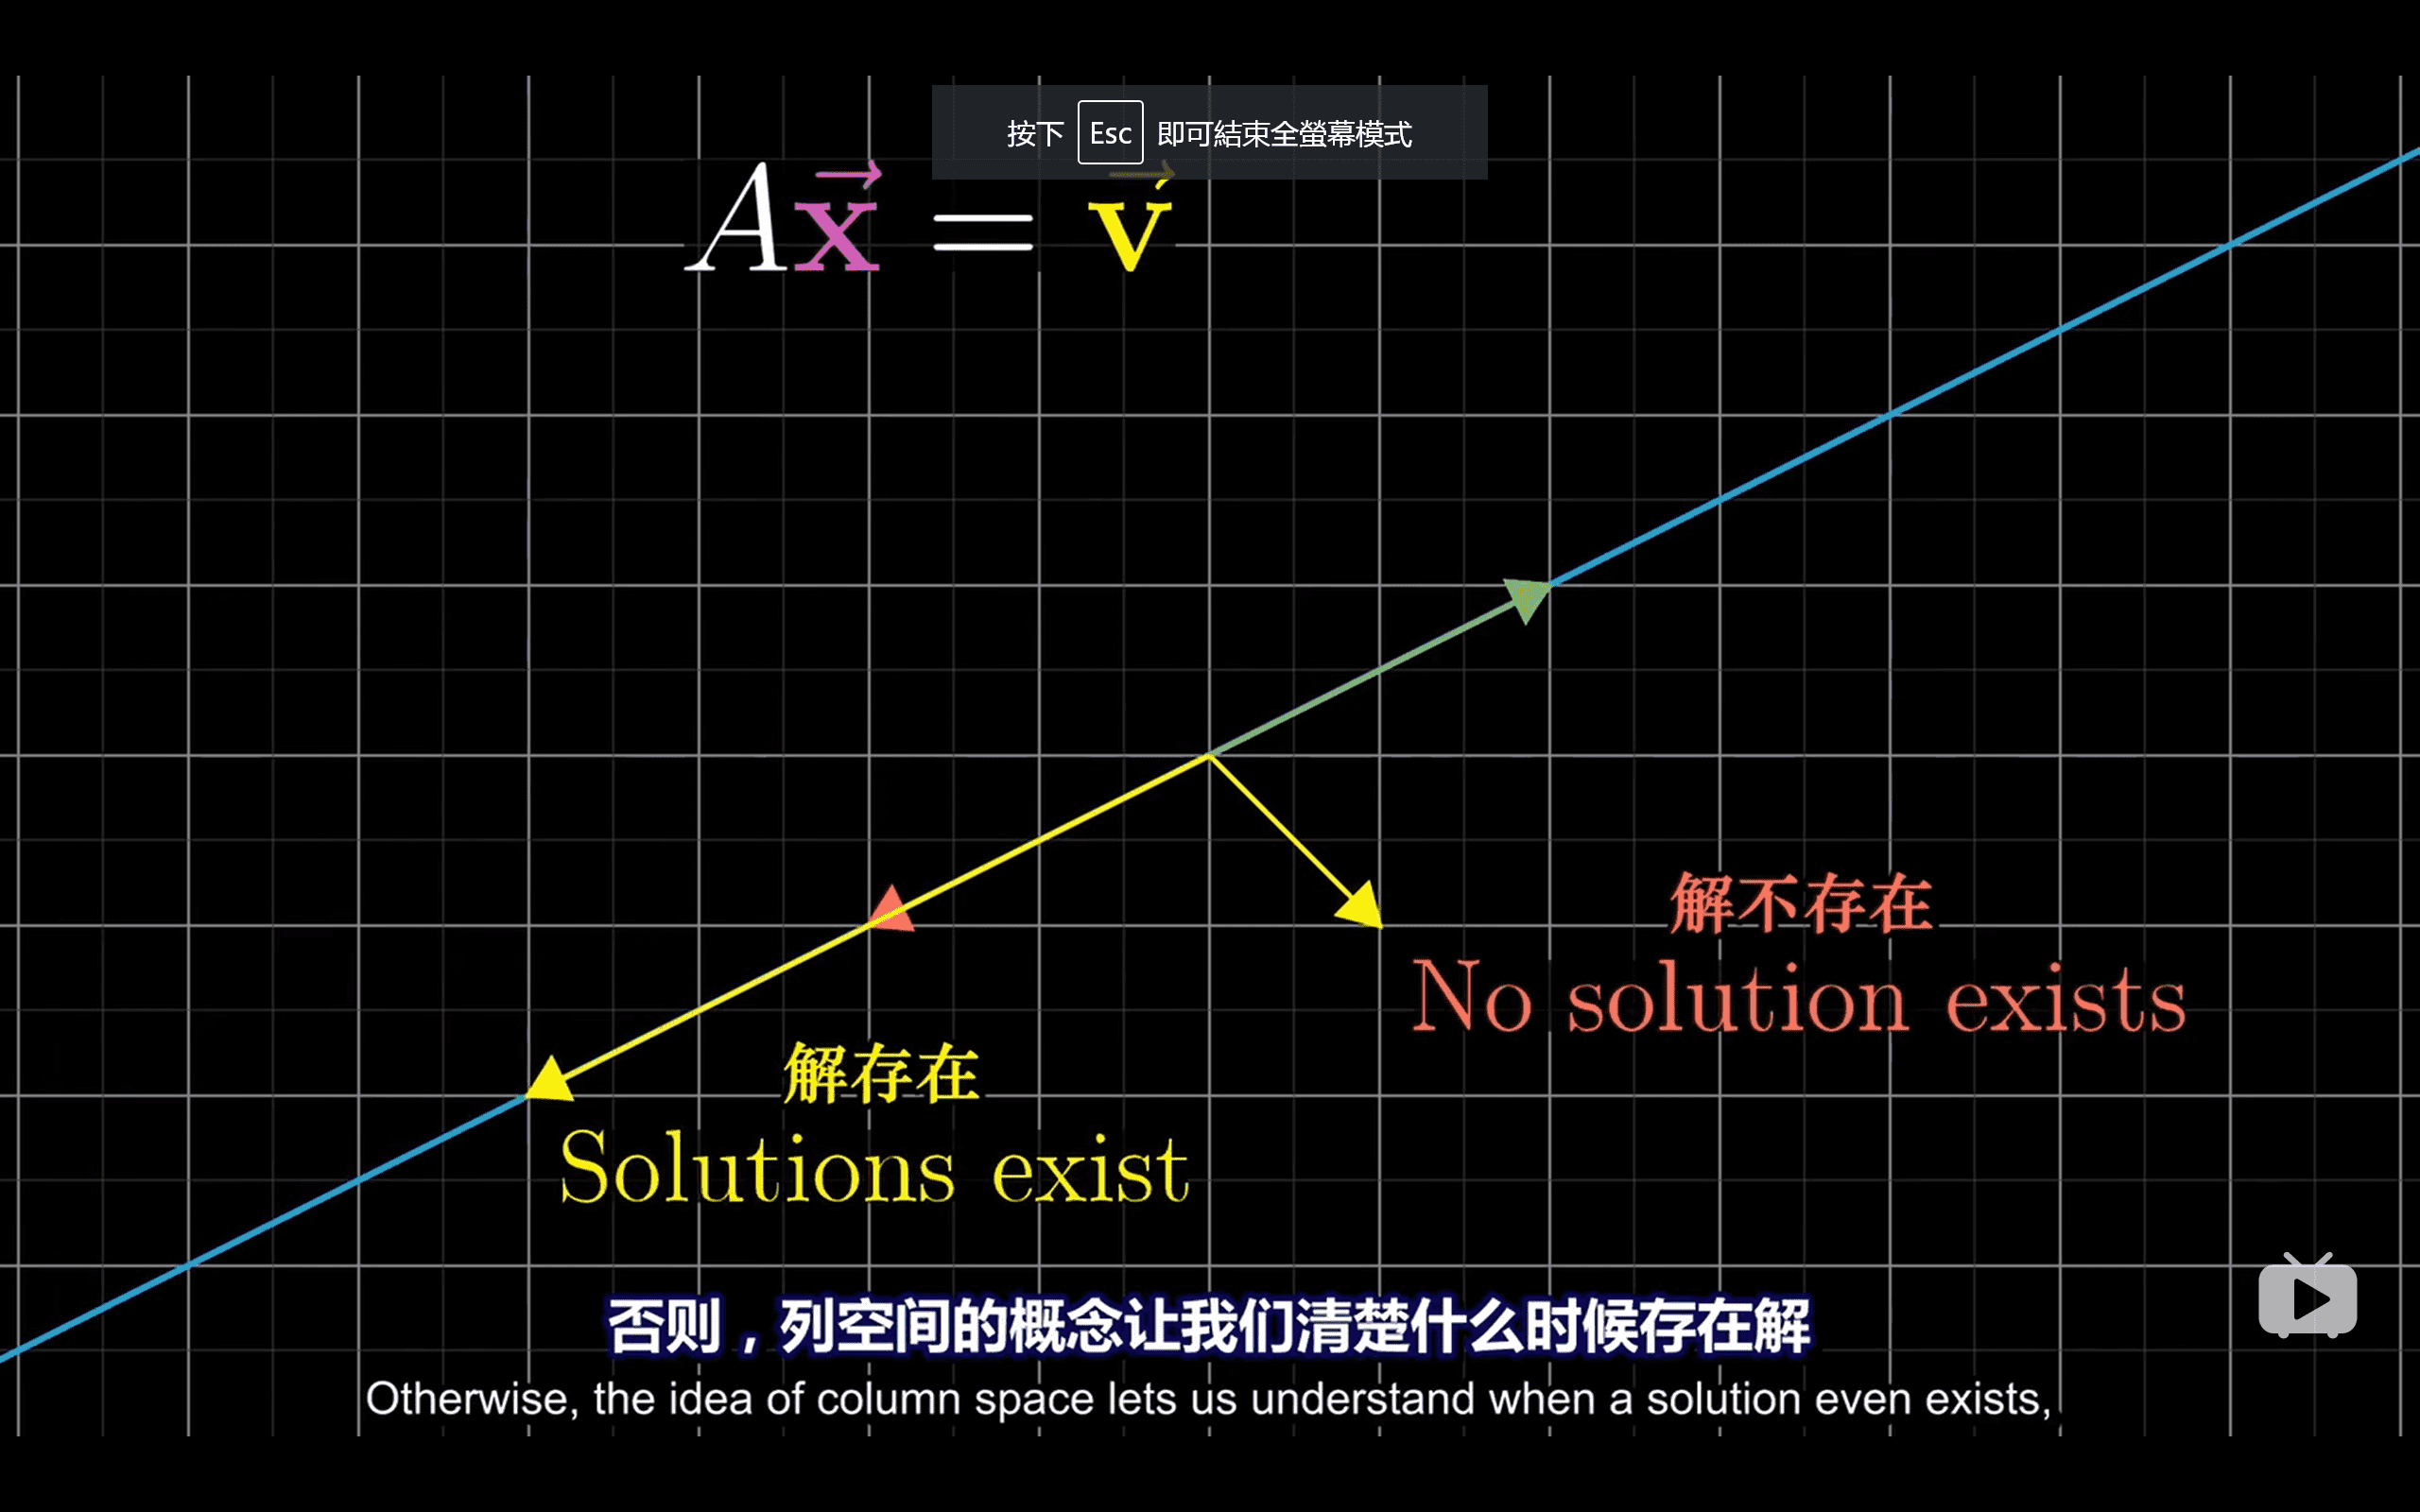 按下 Esc 即可結束全螢幕模式
Ax = v
解不存在
No solution exists
解存在
Solutions exist
否则，列空间的概念让我们清楚什么时候存在解
Otherwise, the idea of column space lets us understand when a solution even exists,